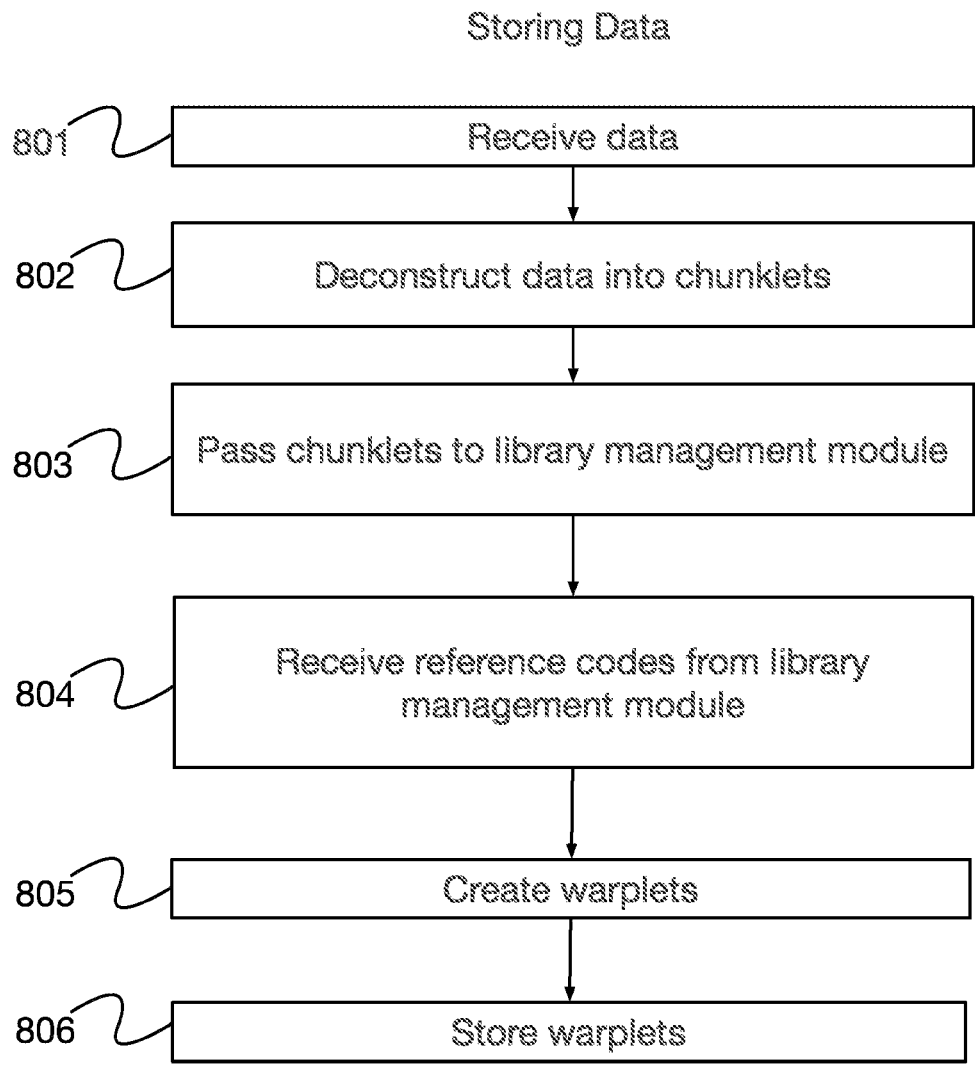 Storing Data
801
Receive data
802
Deconstruct data into chunklets
803
Pass chunklets to library management module
804
Receive reference codes from library
management module
805
Create warplets
806
Store warplets